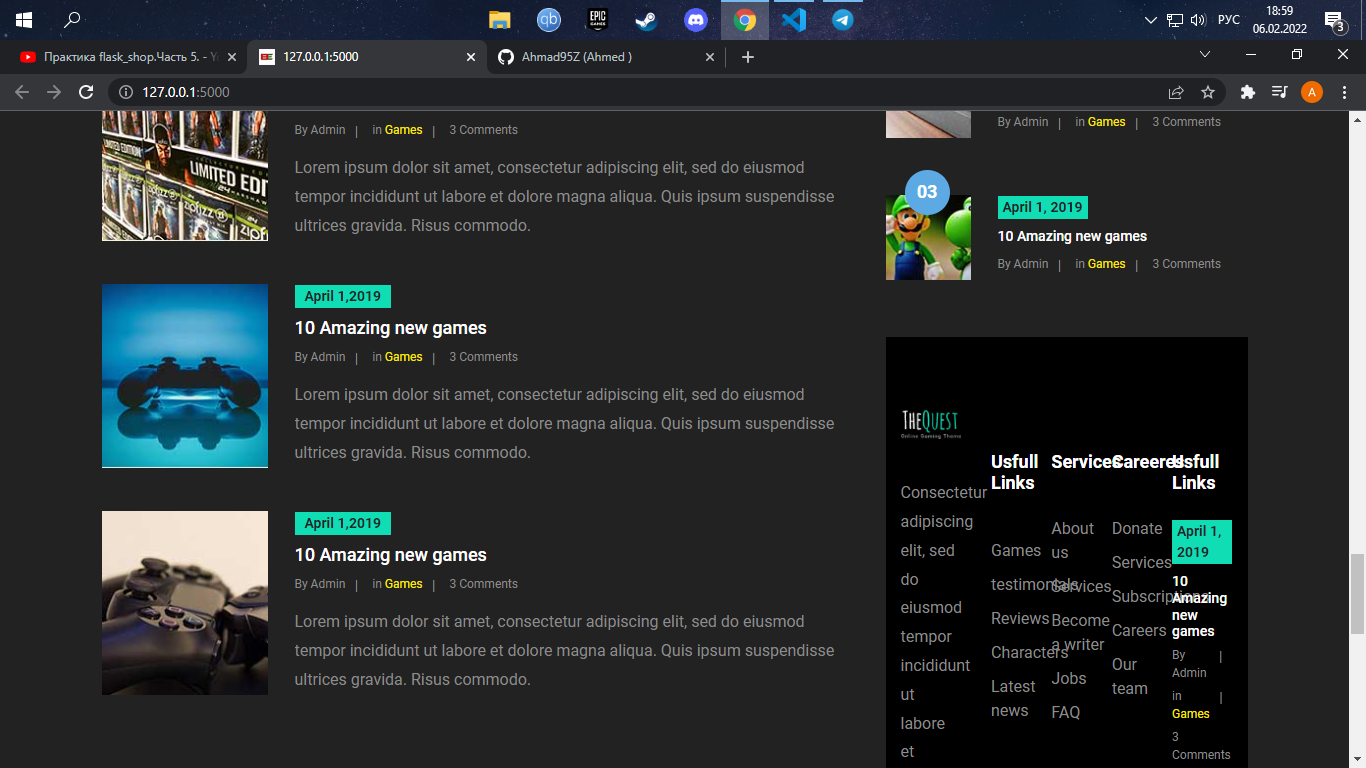 18:59
РУС
06.02.2022
3
Практика flask_shop.Часть 5. - Y
127.0.0.1:5000
Ahmad95Z (Ahmed )
127.0.0.1:5000
A
By Admin | in Games | 3 Comments
Lorem ipsum dolor sit amet, consectetur adipiscing elit, sed do eiusmod
tempor incididunt ut labore et dolore magna aliqua. Quis ipsum suspendisse
ultrices gravida. Risus commodo.
LIMITED EDITION
April 1,2019
10 Amazing new games
By Admin | in Games | 3 Comments
Lorem ipsum dolor sit amet, consectetur adipiscing elit, sed do eiusmod
tempor incididunt ut labore et dolore magna aliqua. Quis ipsum suspendisse
ultrices gravida. Risus commodo.
April 1,2019
10 Amazing new games
By Admin | in Games | 3 Comments
Lorem ipsum dolor sit amet, consectetur adipiscing elit, sed do eiusmod
tempor incididunt ut labore et dolore magna aliqua. Quis ipsum suspendisse
ultrices gravida. Risus commodo.
By Admin | in Games | 3 Comments
03
April 1, 2019
10 Amazing new games
By Admin | in Games | 3 Comments
THEQUEST
Online Gaming Theme
Consectetur
adipiscing
elit, sed
do
eiusmod
tempor
incididunt
ut
labore
et
Usfull
Links
Games
testimonials
Reviews
Characters
Latest
news
Services
About
us
Services
Become
a writer
Jobs
FAQ
Careeres
Donate
Services
Subscriptions
Careers
Our
team
Usfull
Links
April 1,
2019
10
Amazing
new
games
By |
Admin
in |
Games
3
Comments